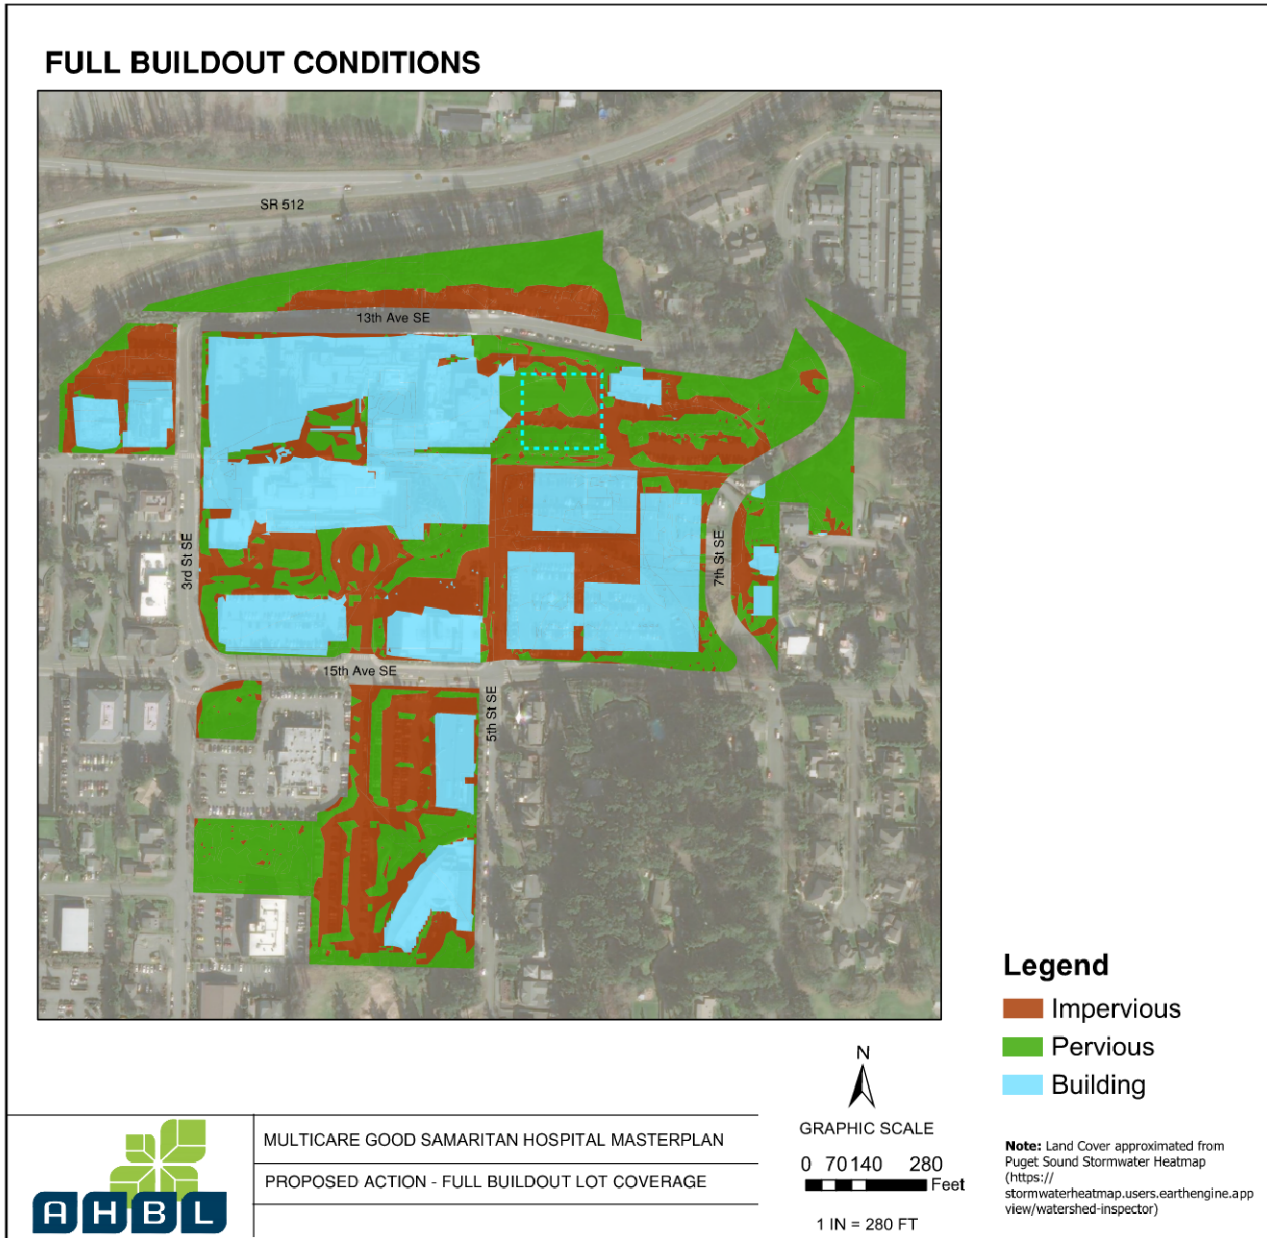 FULL BUILDOUT CONDITIONS
SR 512
13th Ave SE
3rd St SE
7th St SE
15th Ave SE
5th St SE
Legend
Impervious
Pervious
Building
N
GRAPHIC SCALE
0 70 140 280
Feet
1 IN = 280 FT
Note: Land Cover approximated from
Puget Sound Stormwater Heatmap
(https://
stormwaterheatmap.users.earthengine.app
view/watershed-inspector)
AHBL
MULTICARE GOOD SAMARITAN HOSPITAL MASTERPLAN
PROPOSED ACTION - FULL BUILDOUT LOT COVERAGE